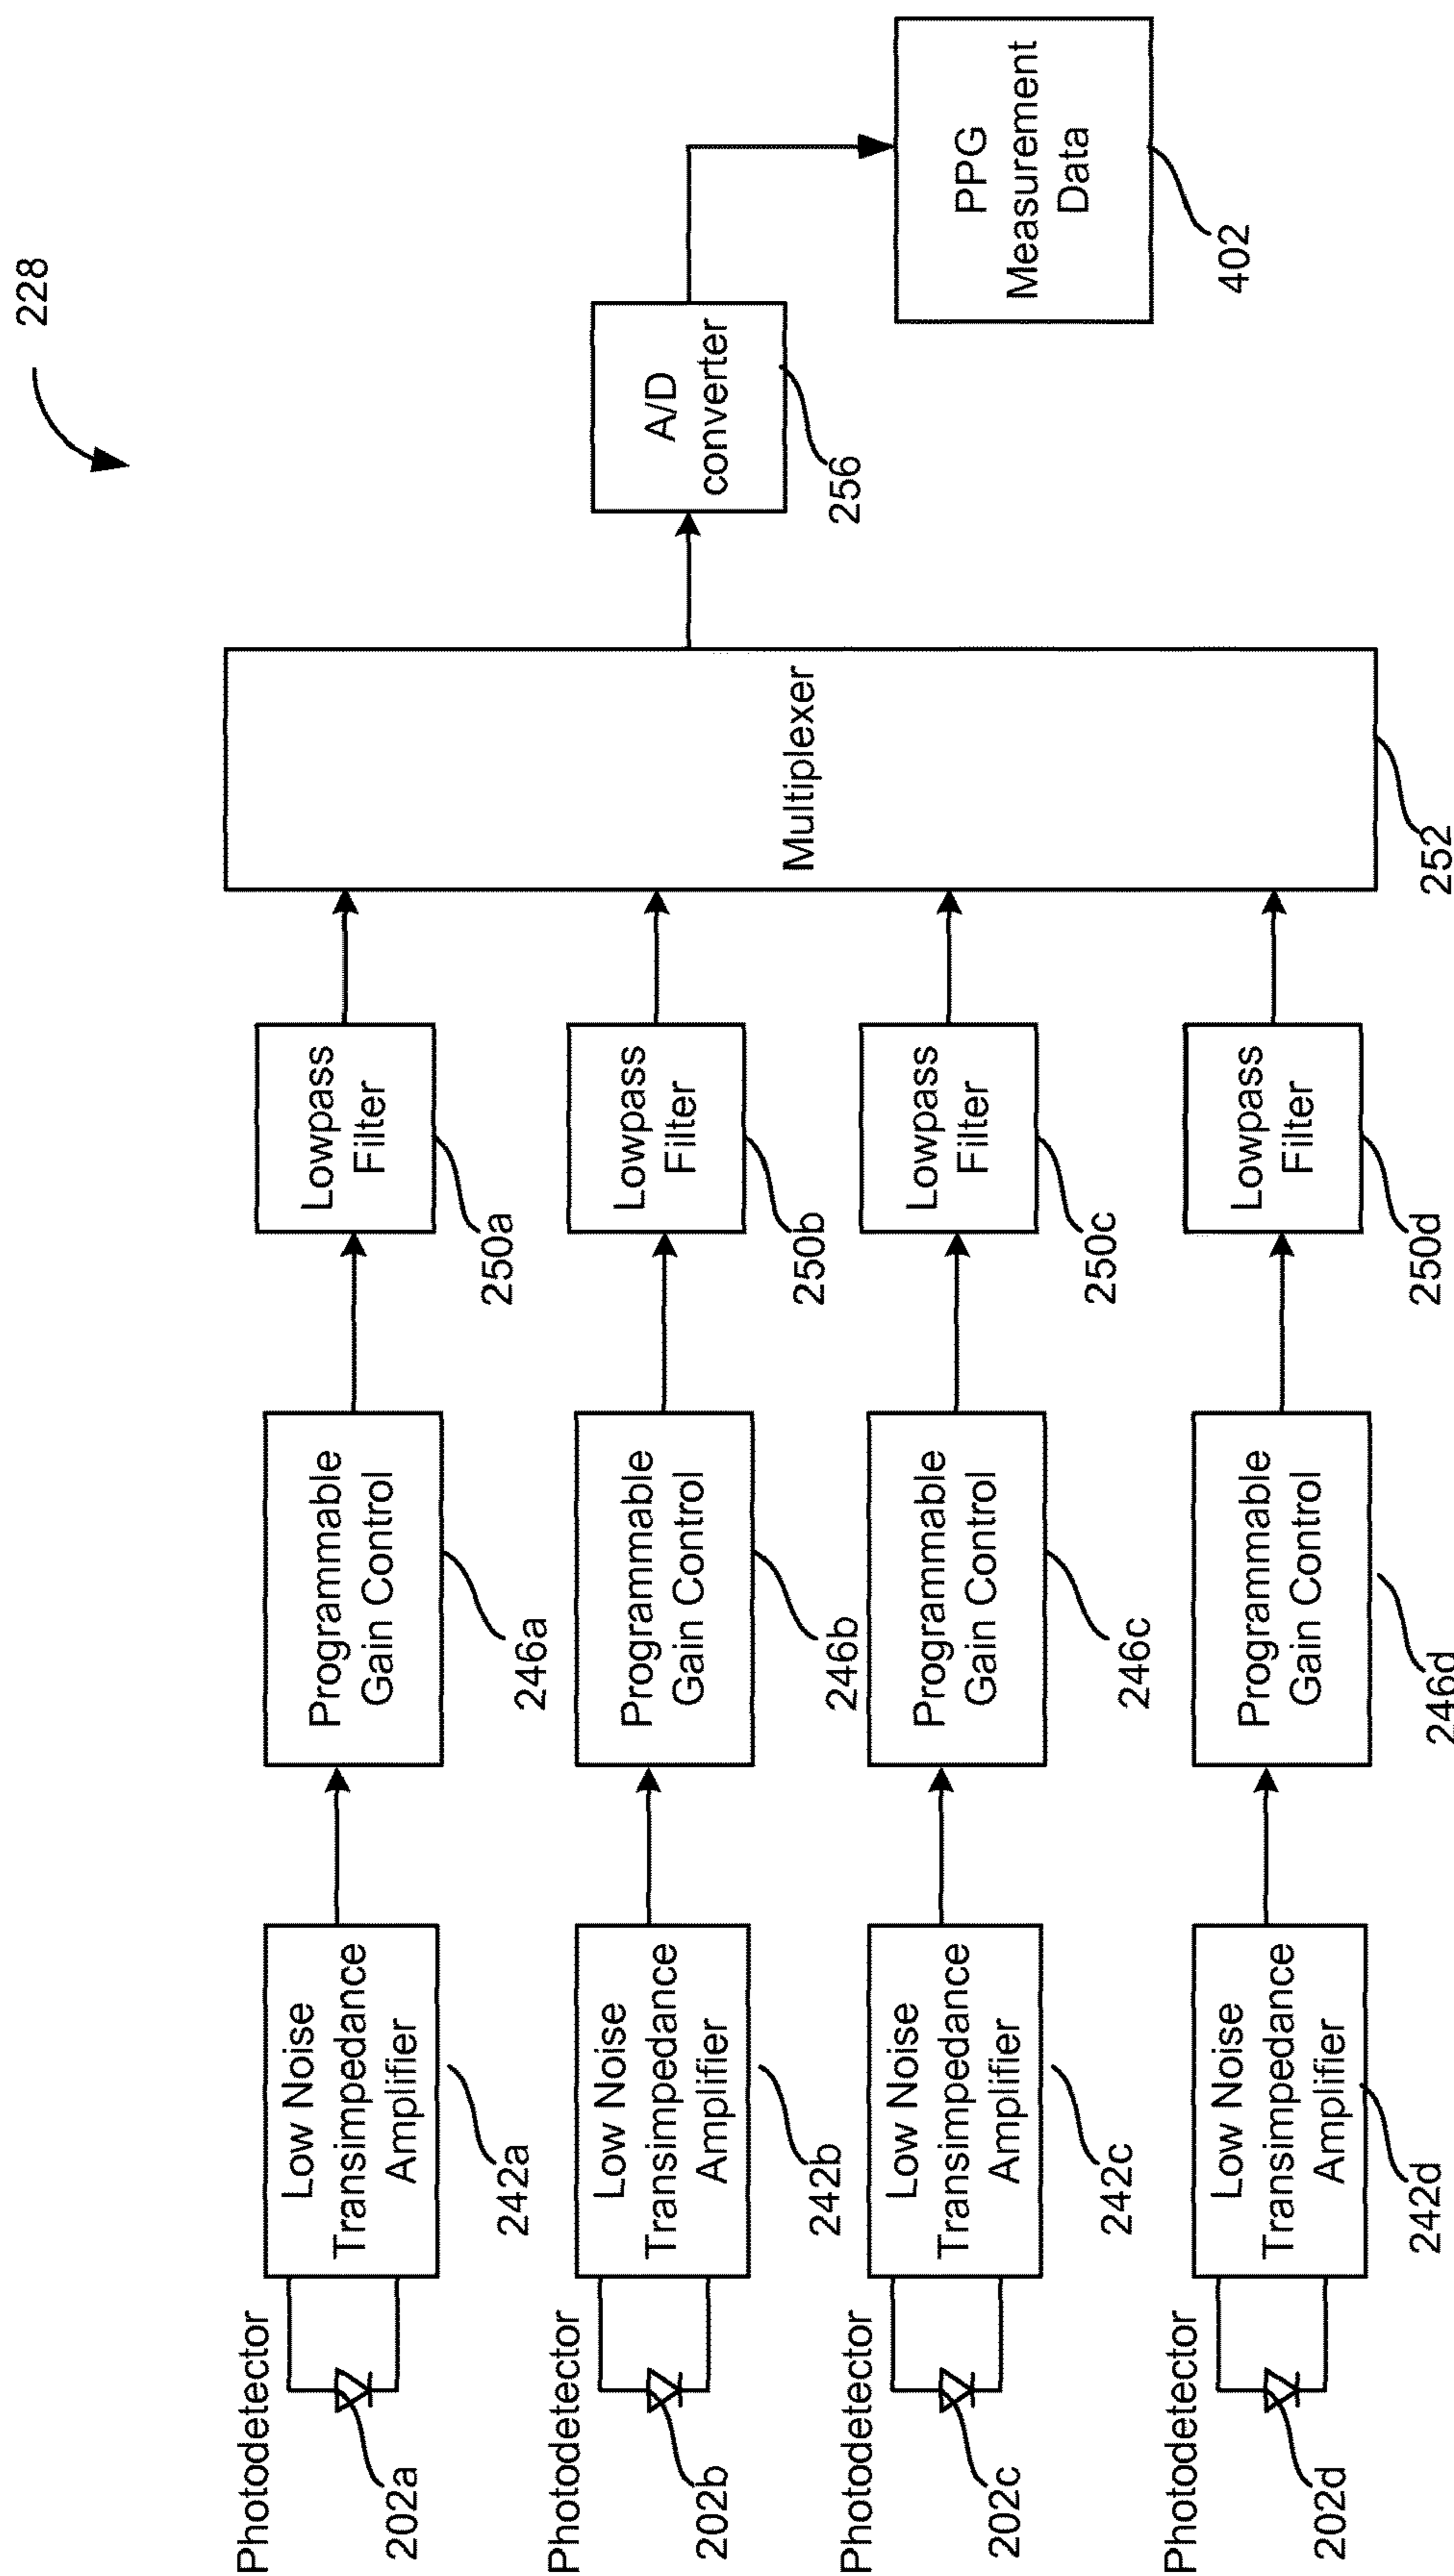 228
Photodetector
202a
Low Noise
Transimpedance
Amplifier
242a
Programmable
Gain Control
246a
Lowpass
Filter
250a
Photodetector
202b
Low Noise
Transimpedance
Amplifier
242b
Programmable
Gain Control
246b
Lowpass
Filter
250b
Photodetector
202c
Low Noise
Transimpedance
Amplifier
242c
Programmable
Gain Control
246c
Lowpass
Filter
250c
Photodetector
202d
Low Noise
Transimpedance
Amplifier
242d
Programmable
Gain Control
246d
Lowpass
Filter
250d
Multiplexer
252
A/D
converter
256
PPG
Measurement
Data
402